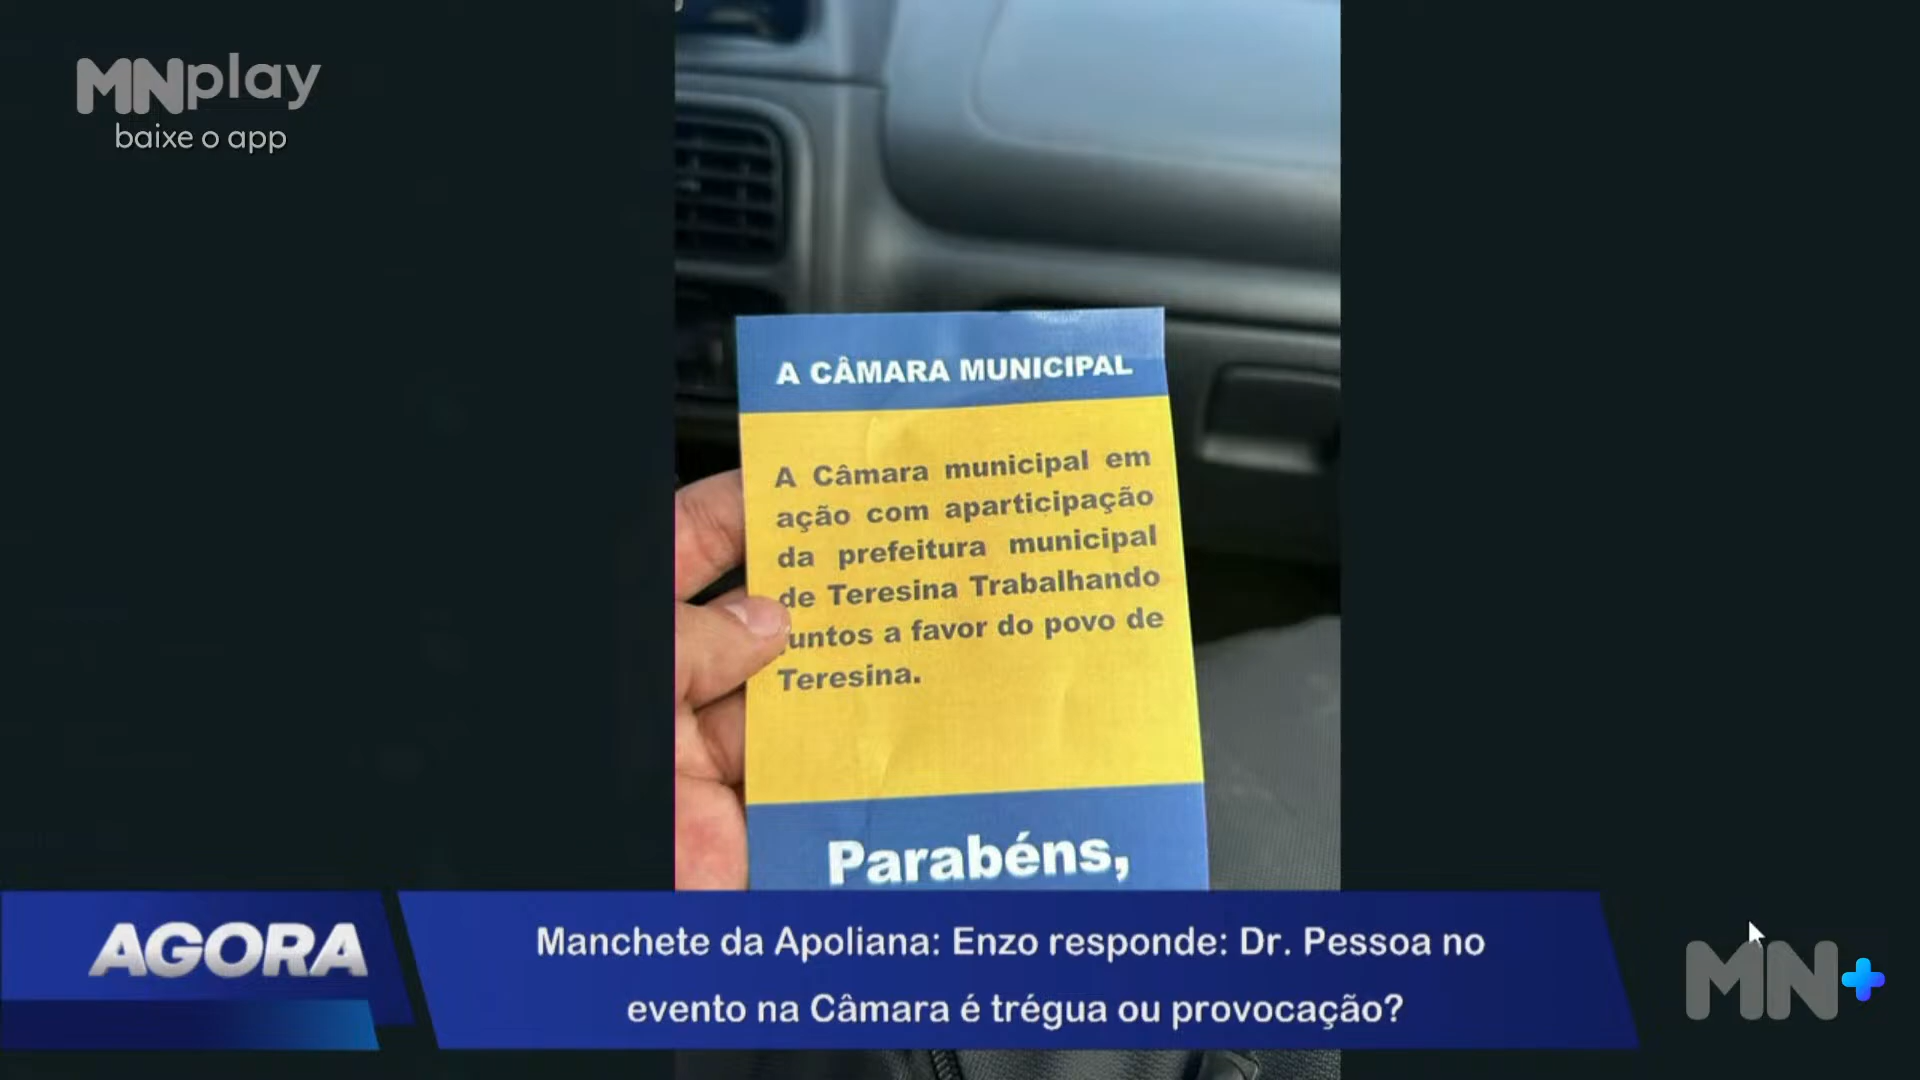 MNplay
baixe o app
A CÂMARA MUNICIPAL
A Câmara municipal em
ação com aparticipação
da prefeitura municipal
de Teresina Trabalhando
juntos a favor do povo de
Teresina.
Parabéns,
AGORA
Manchete da Apoliana: Enzo responde: Dr. Pessoa no
evento na Câmara é trégua ou provocação?
MN+